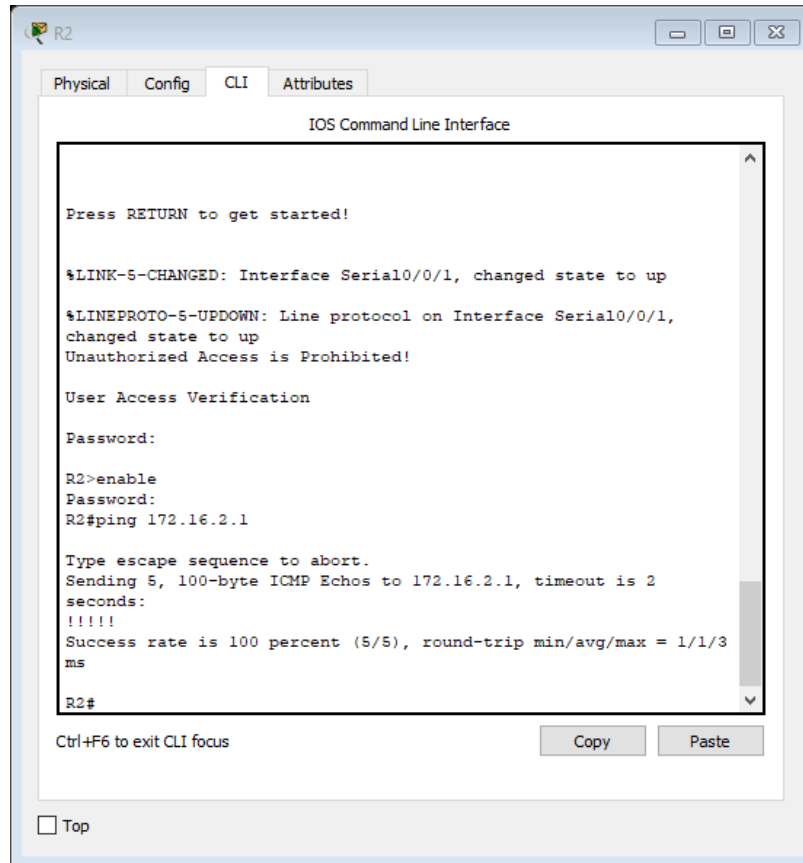 R2
Physical Config CLI Attributes
IOS Command Line Interface
Press RETURN to get started!
%LINK-5-CHANGED: Interface Serial0/0/1, changed state to up
%LINEPROTO-5-UPDOWN: Line protocol on Interface Serial0/0/1,
changed state to up
Unauthorized Access is Prohibited!
User Access Verification
Password:
R2>enable
Password:
R2#ping 172.16.2.1
Type escape sequence to abort.
Sending 5, 100-byte ICMP Echos to 172.16.2.1, timeout is 2
seconds:
!!!!!
Success rate is 100 percent (5/5), round-trip min/avg/max = 1/1/3
ms
R2#
Ctrl+F6 to exit CLI focus
Copy Paste
Top